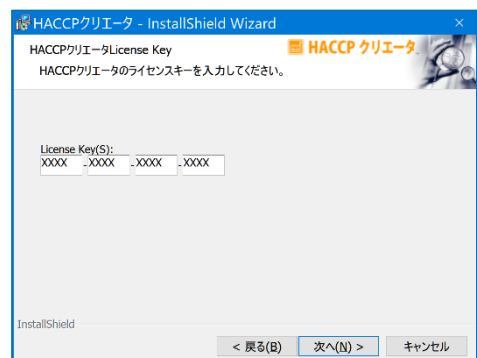 HACCPクリエータ - InstallShield Wizard
HACCPクリエータLicense Key
HACCP クリエータ
HACCPクリエータのライセンスキーを入力してください。
License Key(S):
XXXX - XXXX - XXXX - XXXX
InstallShield
< 戻る(B) 次へ(N) > キャンセル